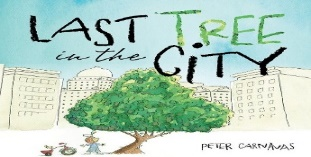 LAST TREE
in the
CITY
PETER CARNAVAS